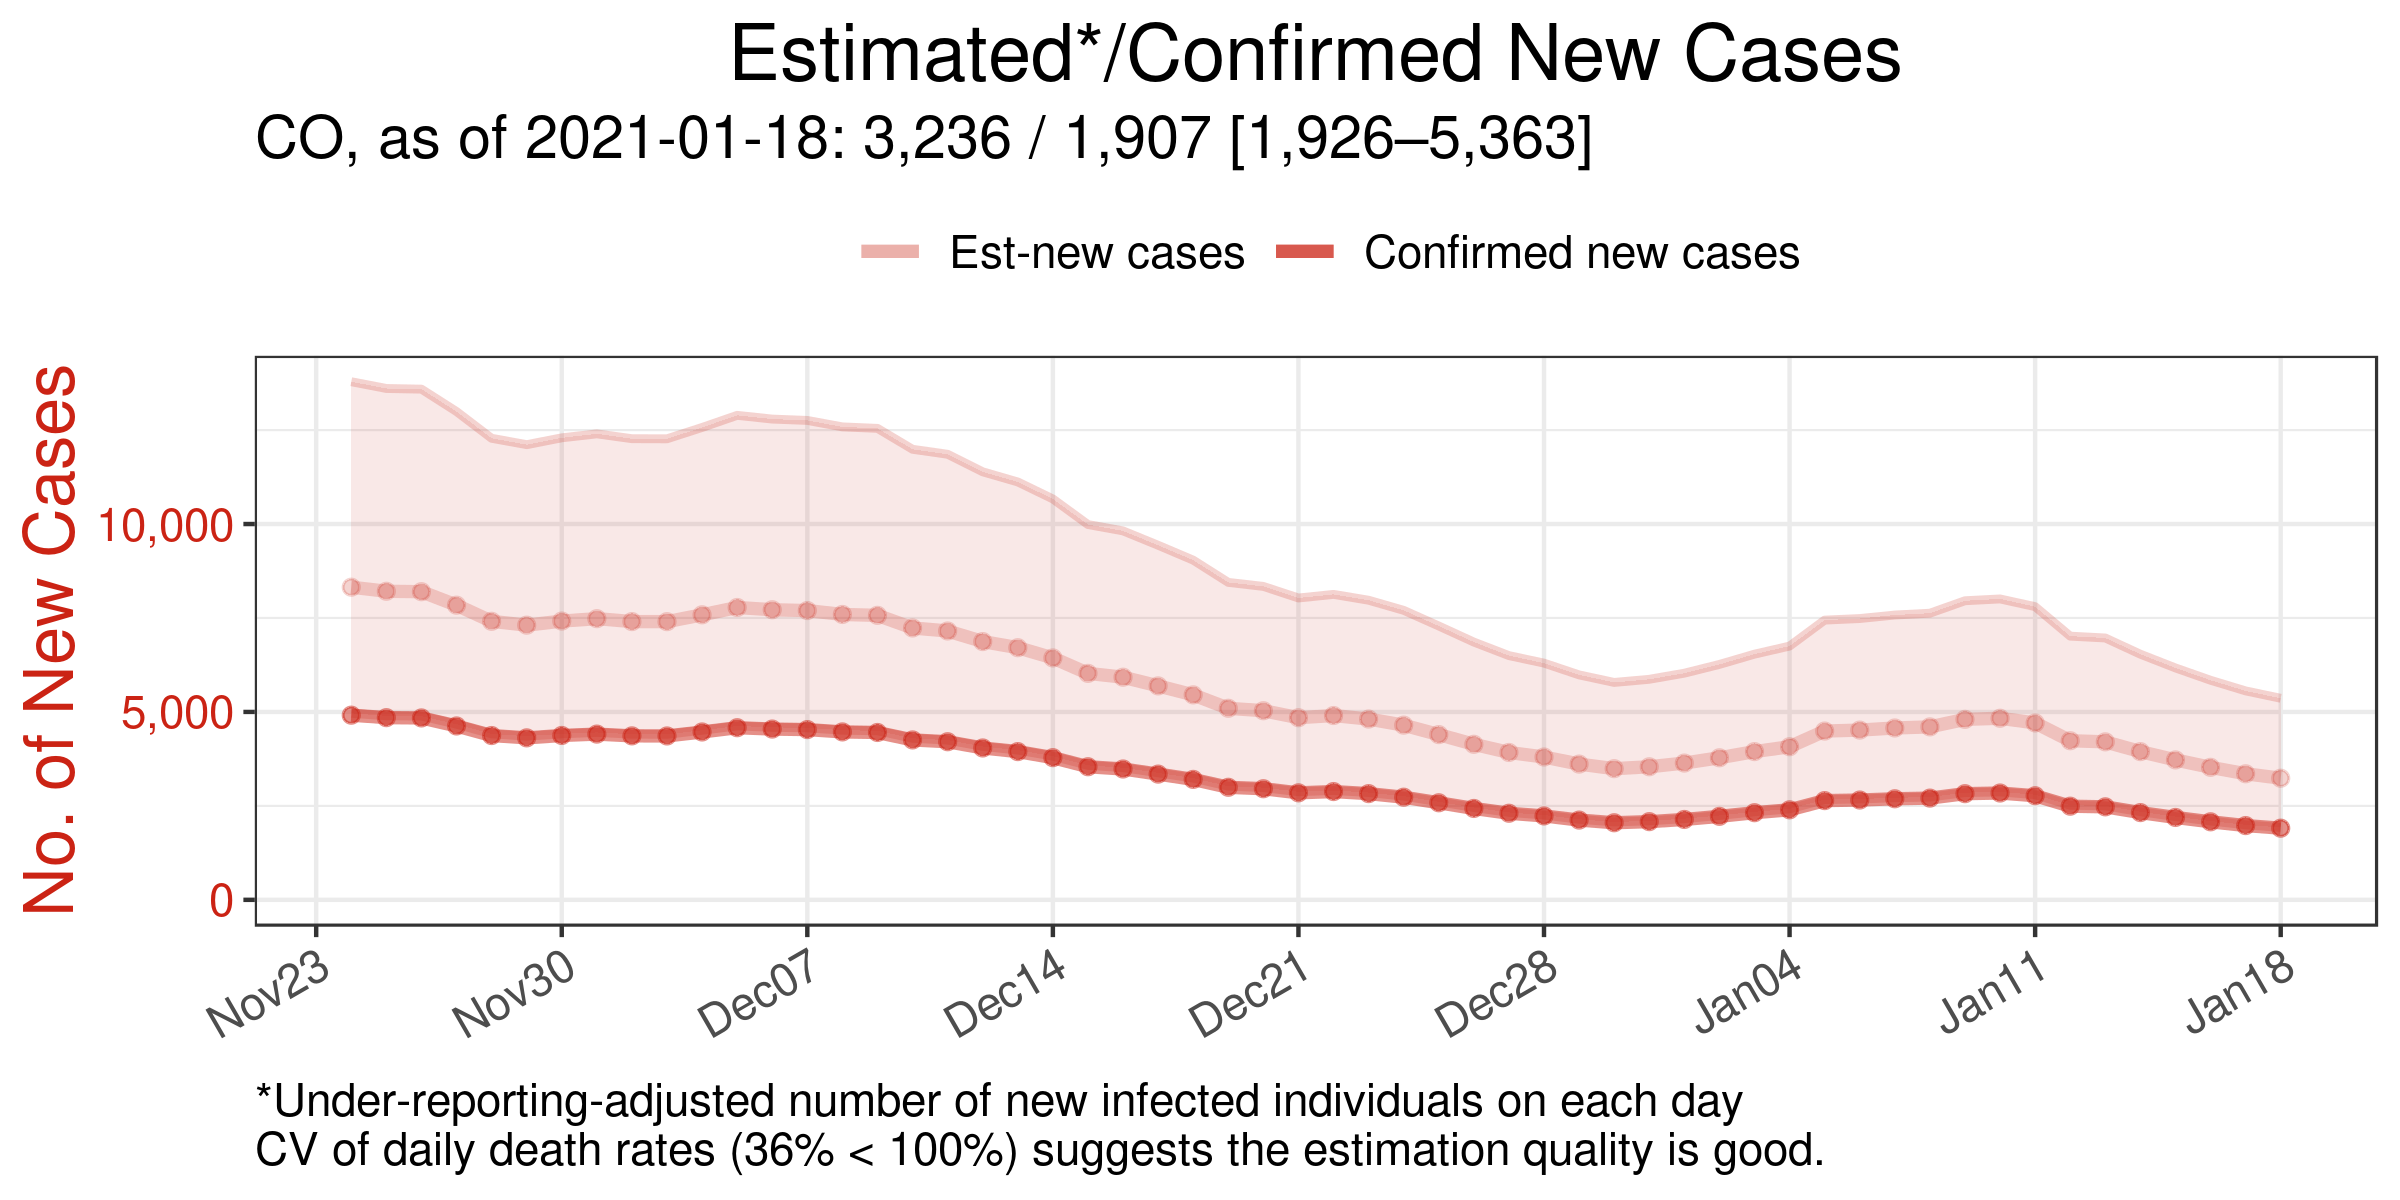 Estimated*/Confirmed New Cases
CO, as of 2021-01-18: 3,236 / 1,907 [1,926–5,363]
Est-new cases
Confirmed new cases
No. of New Cases
10,000
5,000
0
Nov23
Nov30
Dec07
Dec14
Dec21
Dec28
Jan04
Jan11
Jan18
*Under-reporting-adjusted number of new infected individuals on each day
CV of daily death rates (36% < 100%) suggests the estimation quality is good.